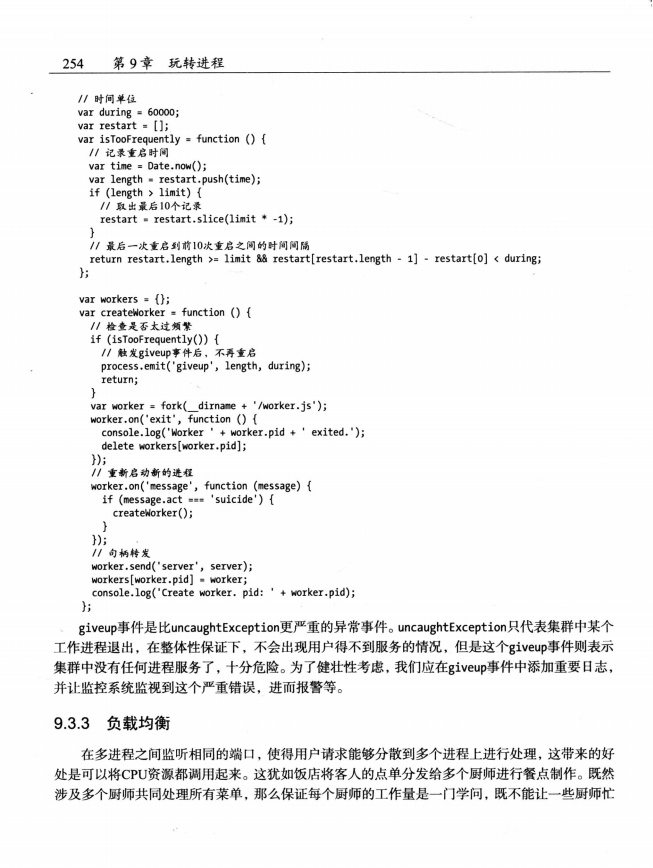 254 第9章 玩转进程
// 时间单位
var during = 60000;
var restart = [];
var isTooFrequently = function () {
// 记录重启时间
var time = Date.now();
var length = restart.push(time);
if (length > limit) {
// 取出最后10个记录
restart = restart.slice(limit * -1);
}
// 最后一次重启到前10次重启之间的时间间隔
return restart.length >= limit && restart[restart.length - 1] - restart[0] < during;
};
var workers = {};
var createWorker = function () {
// 检查是否太过频繁
if (isTooFrequently()) {
// 触发giveup事件后，不再重启
process.emit('giveup', length, during);
return;
}
var worker = fork(__dirname + '/worker.js');
worker.on('exit', function () {
console.log('Worker ' + worker.pid + ' exited.');
delete workers[worker.pid];
});
// 重新启动新的进程
worker.on('message', function (message) {
if (message.act === 'suicide') {
createWorker();
}
});
// 句柄转发
worker.send('server', server);
workers[worker.pid] = worker;
console.log('Create worker. pid: ' + worker.pid);
};
giveup事件是比uncaughtException更严重的异常事件。uncaughtException只代表集群中某个
工作进程退出，在整体性保证下，不会出现用户得不到服务的情况，但是这个giveup事件则表示
集群中没有任何进程服务了，十分危险。为了健壮性考虑，我们应在giveup事件中添加重要日志，
并让监控系统监视到这个严重错误，进而报警等。
9.3.3 负载均衡
在多进程之间监听相同的端口，使得用户请求能够分散到多个进程上进行处理，这带来的好
处是可以将CPU资源都调用起来。这犹如饭店将客人的点单分发给多个厨师进行餐点制作。既然
涉及多个厨师共同处理所有菜单，那么保证每个厨师的工作量是一门学问，既不能让一些厨师忙